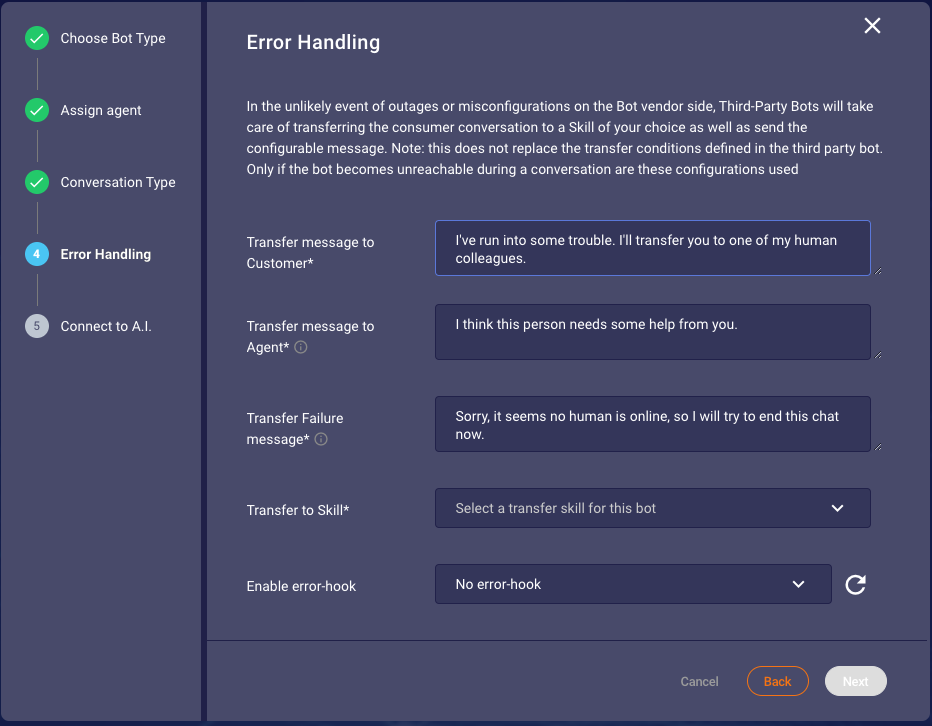 Choose Bot Type
Assign agent
Conversation Type
4
Error Handling
5
Connect to A.I.
Error Handling
In the unlikely event of outages or misconfigurations on the Bot vendor side, Third-Party Bots will take
care of transferring the consumer conversation to a Skill of your choice as well as send the
configurable message. Note: this does not replace the transfer conditions defined in the third party bot.
Only if the bot becomes unreachable during a conversation are these configurations used
Transfer message to
Customer*
I've run into some trouble. I'll transfer you to one of my human
colleagues.
Transfer message to
Agent*
I think this person needs some help from you.
Transfer Failure
message*
Sorry, it seems no human is online, so I will try to end this chat
now.
Transfer to Skill*
Select a transfer skill for this bot
Enable error-hook
No error-hook
Cancel
Back
Next